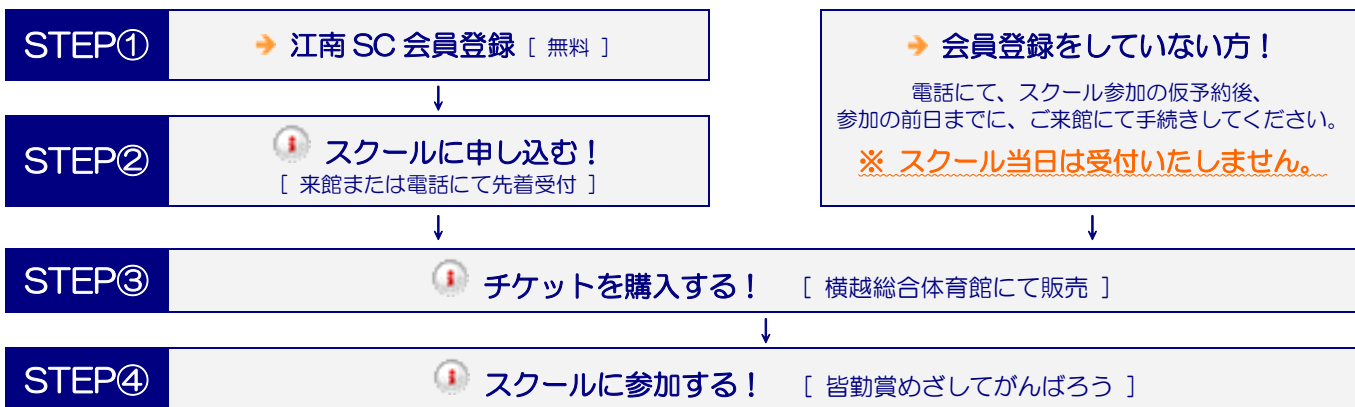 STEP①
江南 SC 会員登録 [ 無料 ]
↓
STEP②
スクールに申し込む！
[ 来館または電話にて先着受付 ]
↓
会員登録をしていない方！
電話にて、スクール参加の仮予約後、
参加の前日までに、ご来館にて手続きしてください。
※ スクール当日は受付いたしません。
↓
STEP③
チケットを購入する！ [ 横越総合体育館にて販売 ]
↓
STEP④
スクールに参加する！ [ 皆勤賞めざしてがんばろう ]